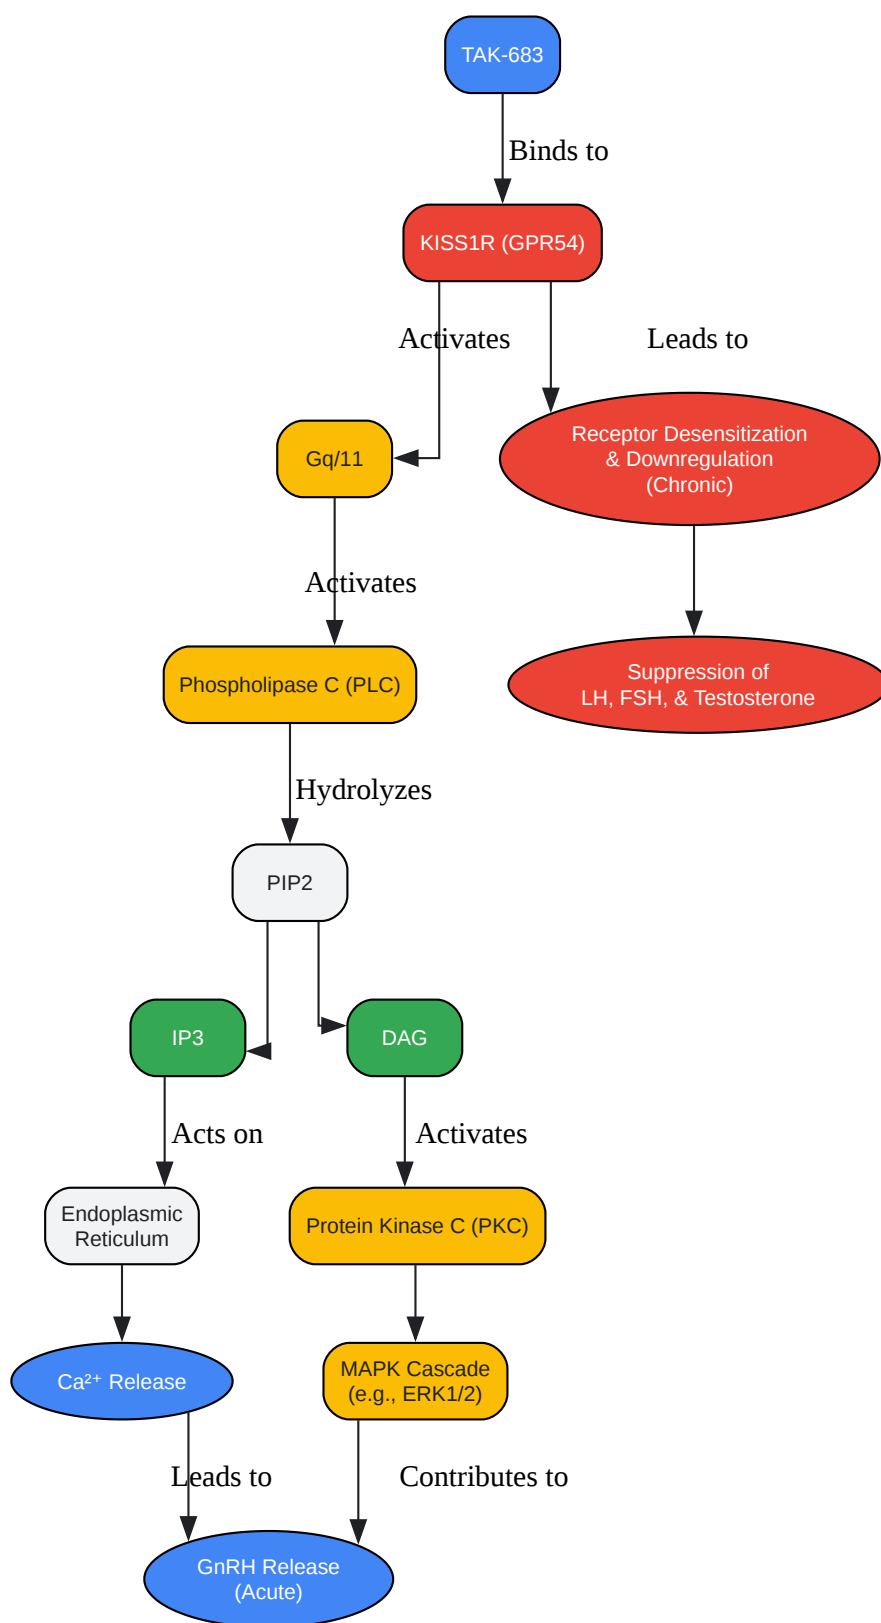 TAK-683
Binds to
KISS1R (GPR54)
Activates
Leads to
Gq/11
Receptor Desensitization
& Downregulation
(Chronic)
Activates
Phospholipase C (PLC)
Suppression of
LH, FSH, & Testosterone
Hydrolyzes
PIP2
IP3
DAG
Acts on
Activates
Endoplasmic
Reticulum
Protein Kinase C (PKC)
Ca²⁺ Release
MAPK Cascade
(e.g., ERK1/2)
Leads to
Contributes to
GnRH Release
(Acute)